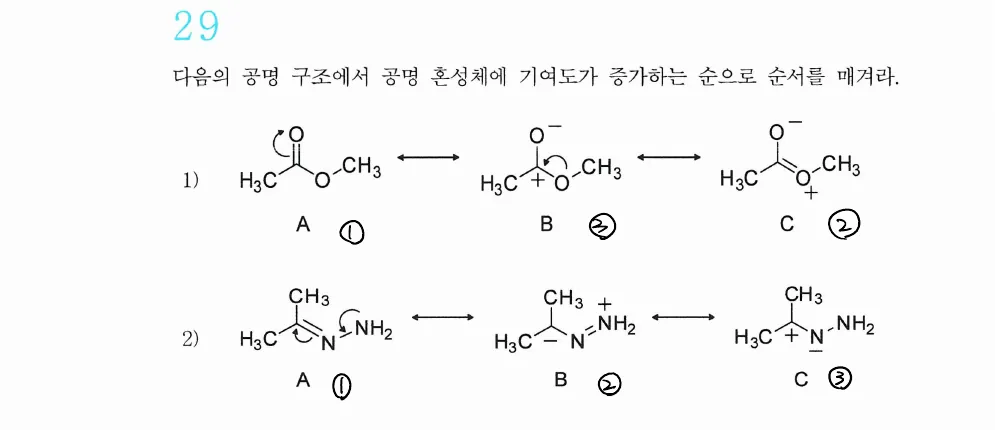 29
다음의 공명 구조에서 공명 혼성체에 기여도가 증가하는 순으로 순서를 매겨라.
1) H₃C O O CH₃ ⟷ O⁻ H₃C + O CH₃ ⟷ O⁻ H₃C O + CH₃
A ① B ③ C ②
2) CH₃ H₃C N NH₂ ⟷ CH₃ H₃C − N NH₂ + ⟷ CH₃ H₃C + N − NH₂
A ① B ② C ③